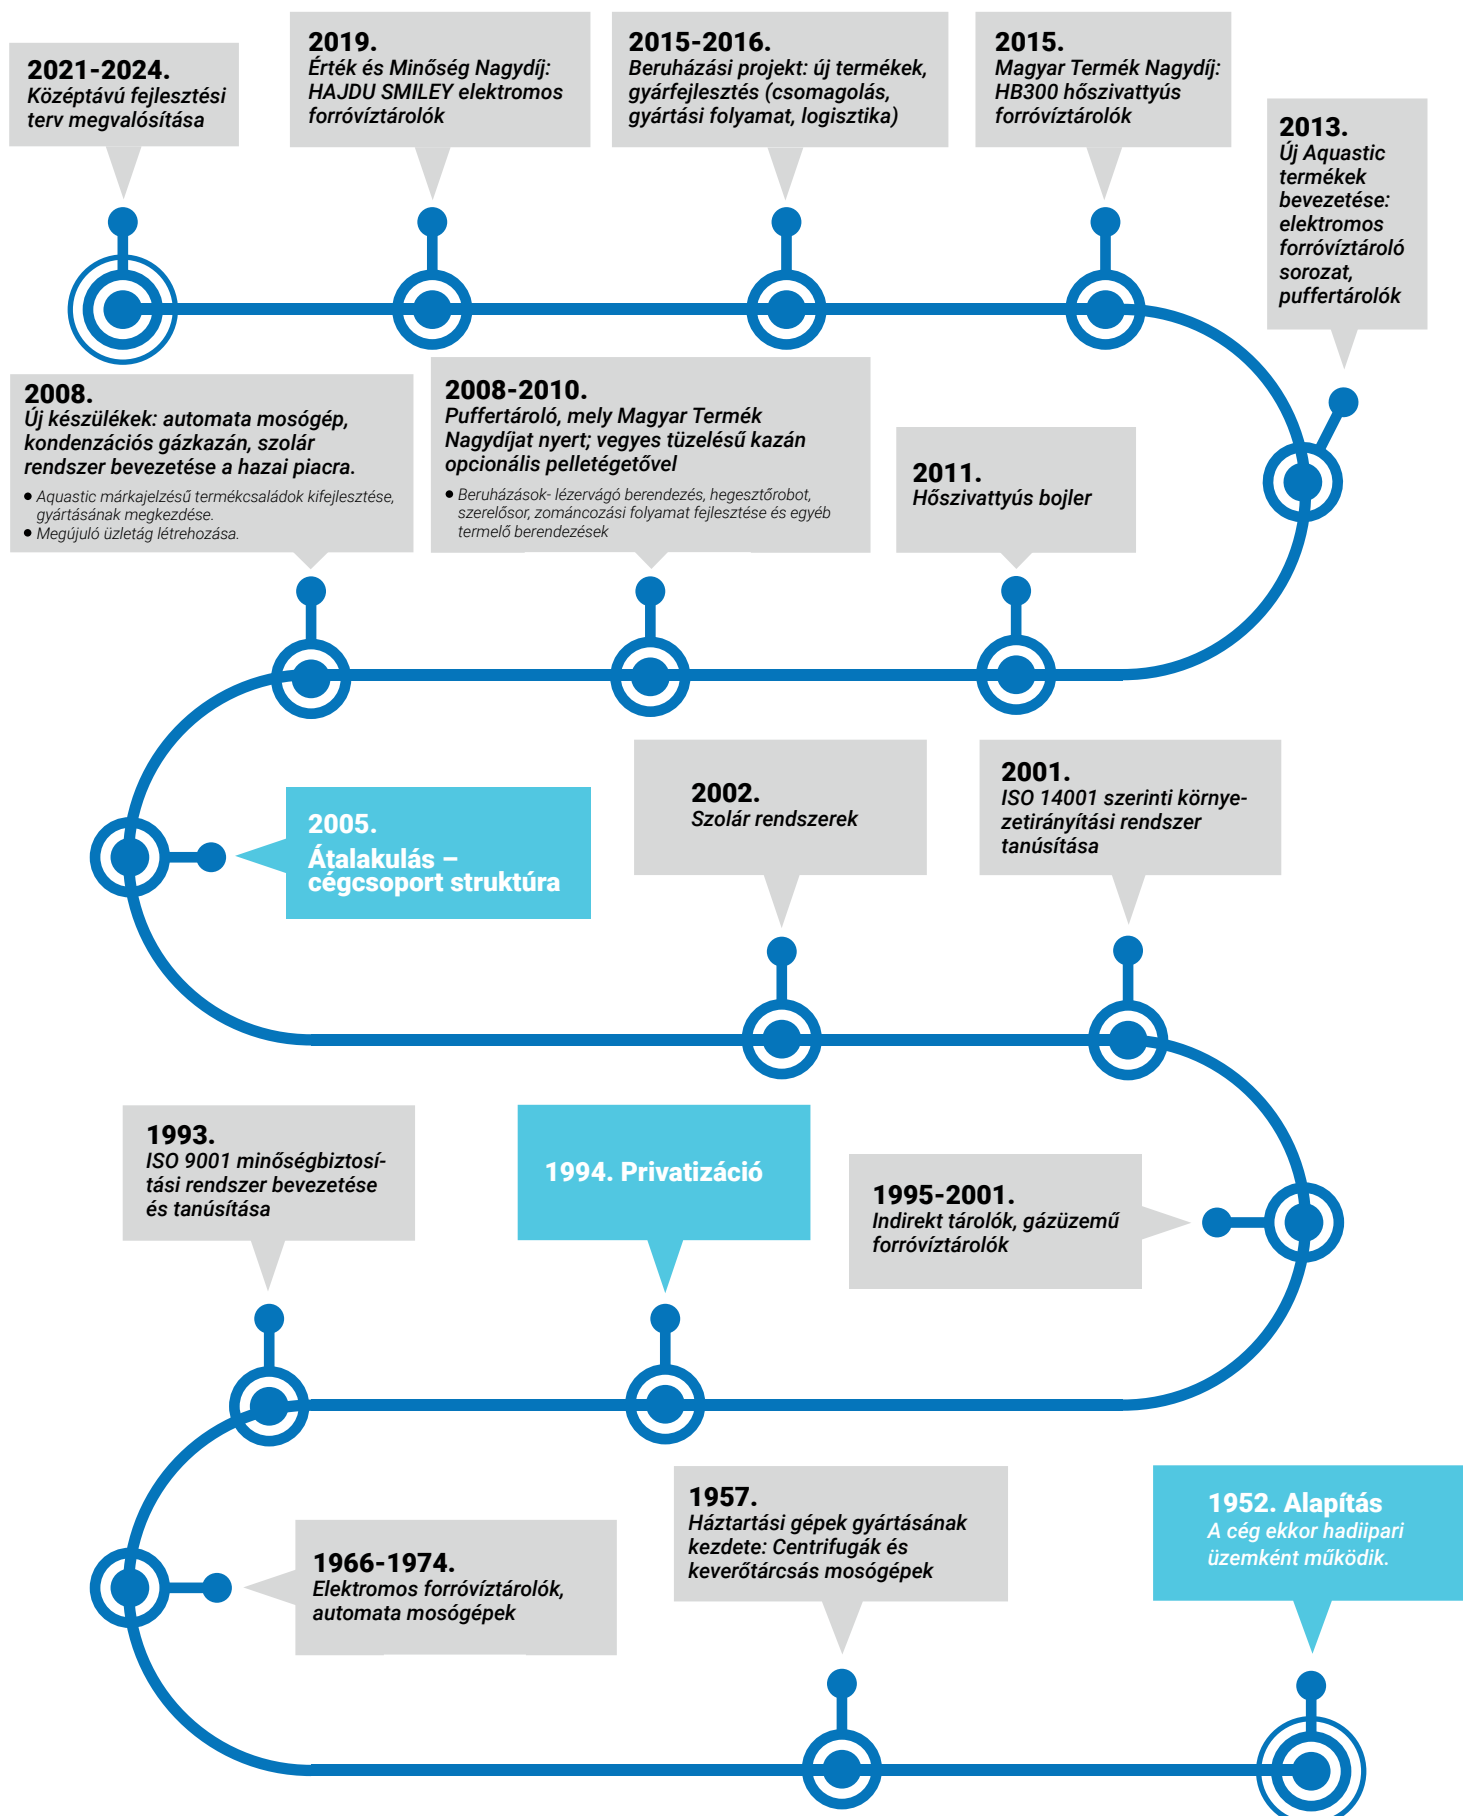 2021-2024.
Középtávú fejlesztési
terv megvalósítása
2019.
Érték és Minőség Nagydíj:
HAJDU SMILEY elektromos
forróvíztárolók
2015-2016.
Beruházási projekt: új termékek,
gyárfejlesztés (csomagolás,
gyártási folyamat, logisztika)
2015.
Magyar Termék Nagydíj:
HB300 hőszivattyús
forróvíztárolók
2013.
Új Aquastic
termékek
bevezetése:
elektromos
forróvíztároló
sorozat,
puffertárolók
2008.
Új készülékek: automata mosógép,
kondenzációs gázkazán, szolár
rendszer bevezetése a hazai piacra.
● Aquastic márkajelzésű termékcsaládok kifejlesztése,
gyártásának megkezdése.
● Megújuló üzletág létrehozása.
2008-2010.
Puffertároló, mely Magyar Termék
Nagydíjat nyert; vegyes tüzelésű kazán
opcionális pelletégetővel
● Beruházások- lézervágó berendezés, hegesztőrobot,
szerelősor, zománcozási folyamat fejlesztése és egyéb
termelő berendezések
2011.
Hőszivattyús bojler
2005.
Átalakulás –
cégcsoport struktúra
2002.
Szolár rendszerek
2001.
ISO 14001 szerinti környe-
zetirányítási rendszer
tanúsítása
1993.
ISO 9001 minőségbiztosí-
tási rendszer bevezetése
és tanúsítása
1994. Privatizáció
1995-2001.
Indirekt tárolók, gázüzemű
forróvíztárolók
1966-1974.
Elektromos forróvíztárolók,
automata mosógépek
1957.
Háztartási gépek gyártásának
kezdete: Centrifugák és
keverőtárcsás mosógépek
1952. Alapítás
A cég ekkor hadiipari
üzemként működik.